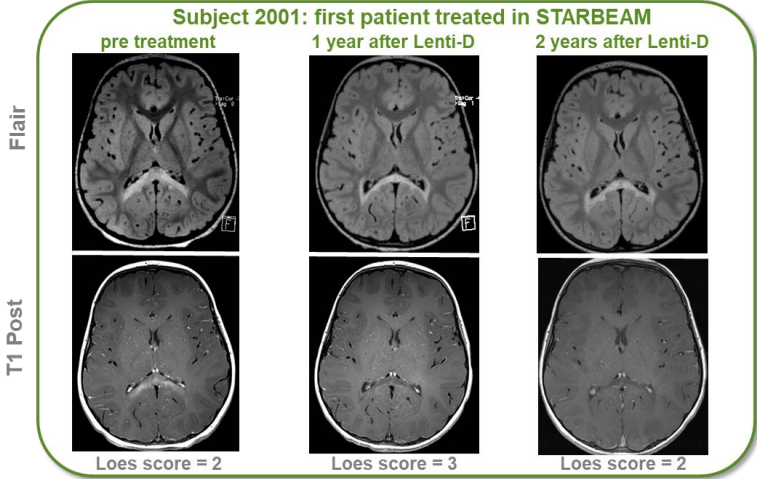 Subject 2001: first patient treated in STARBEAM
pre treatment
1 year after Lenti-D
2 years after Lenti-D
Flair
F
F
T1 Post
Loes score = 2
Loes score = 3
Loes score = 2